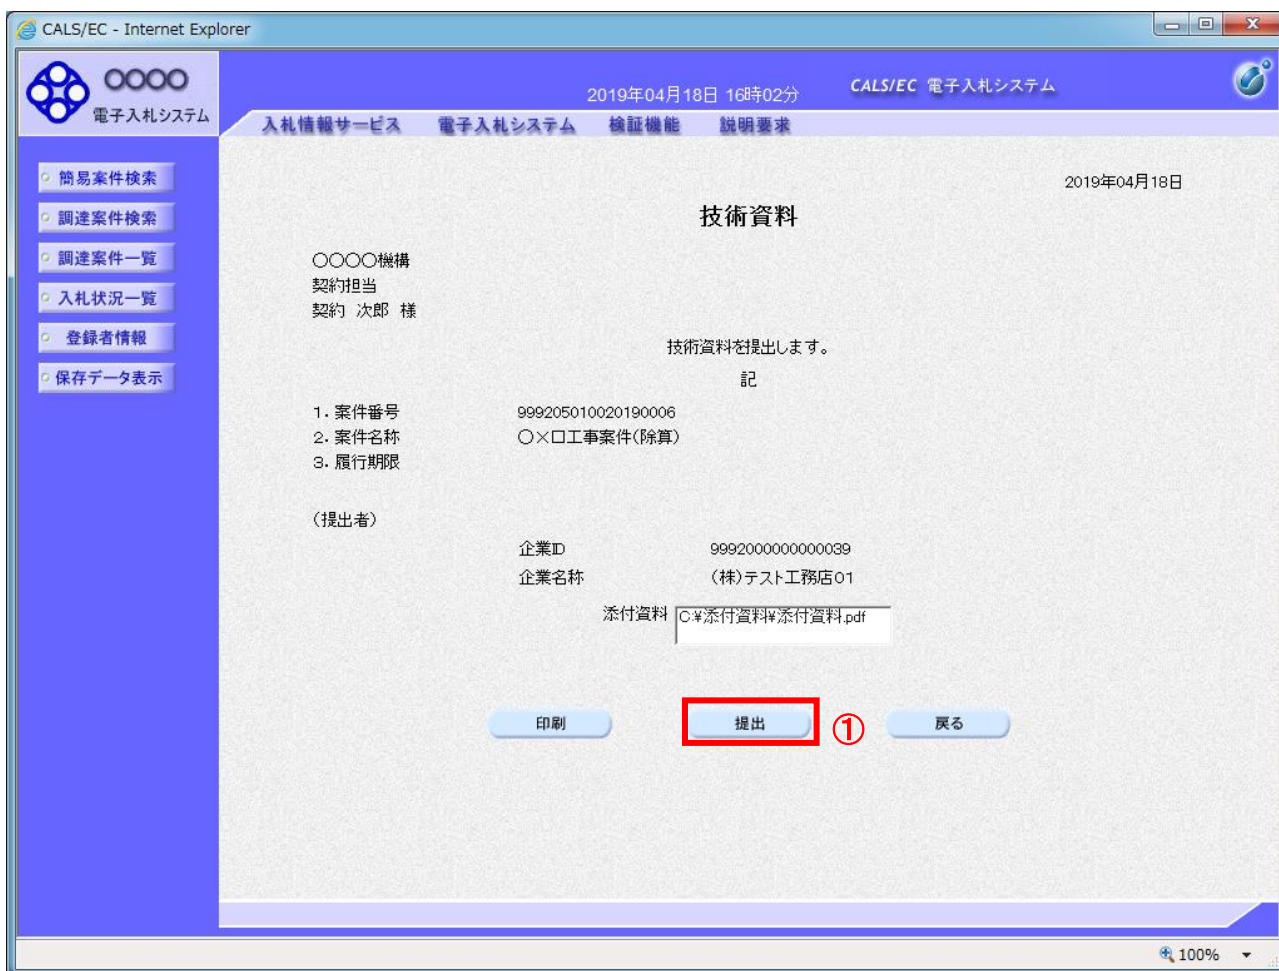 CALS/EC - Internet Explorer
〇〇〇〇
電子入札システム
2019年04月18日 16時02分
CALS/EC 電子入札システム
入札情報サービス 電子入札システム 検証機能 説明要求
簡易案件検索
調達案件検索
調達案件一覧
入札状況一覧
登録者情報
保存データ表示
2019年04月18日
技術資料
〇〇〇〇機構
契約担当
契約 次郎 様
技術資料を提出します。
記
1. 案件番号 999205010020190006
2. 案件名称 〇×口工事案件(除算)
3. 履行期限
(提出者)
企業ID 9992000000000039
企業名称 (株)テスト工務店01
添付資料 C:¥添付資料¥添付資料.pdf
印刷 提出 ① 戻る
100%